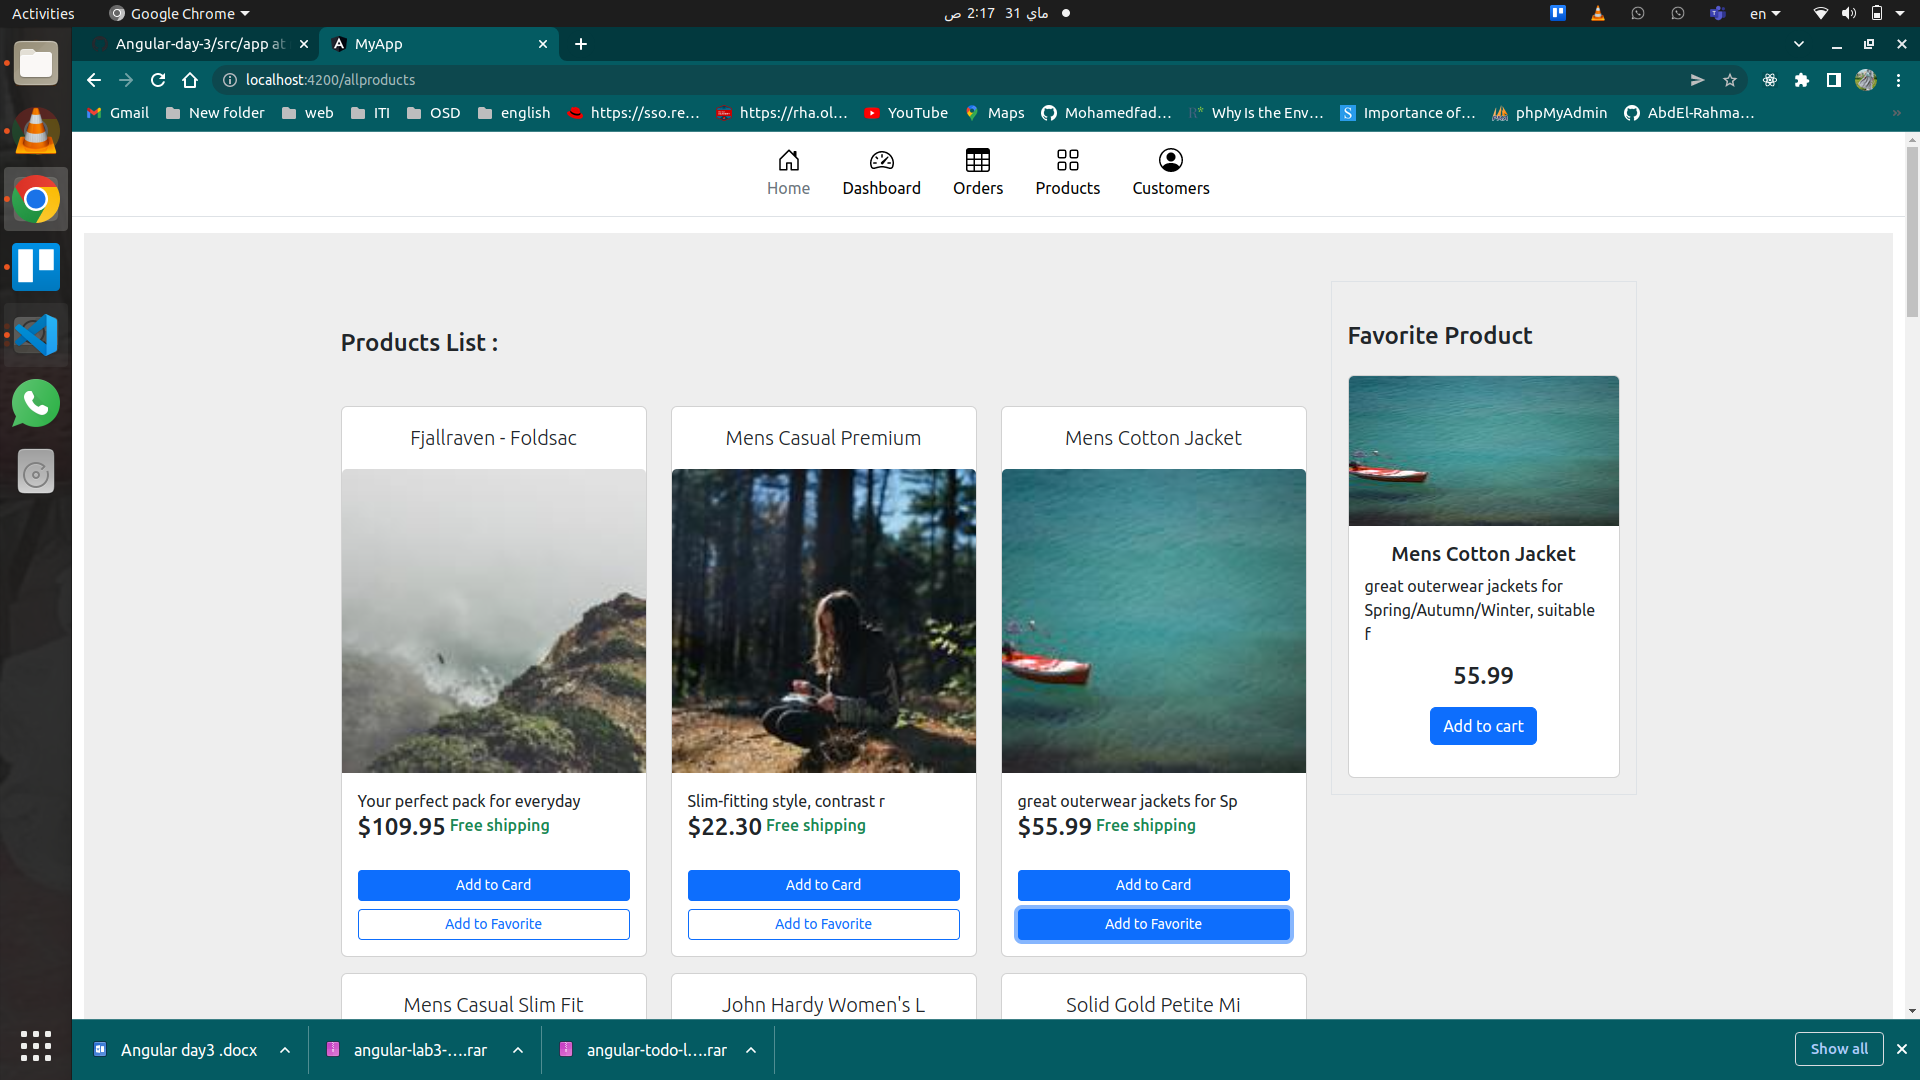 Activities
Google Chrome
ماي 31 2:17 ص
en
Angular-day-3/src/app at
MyApp
localhost:4200/allproducts
Gmail
New folder
web
ITI
OSD
english
https://sso.re...
https://rha.ol...
YouTube
Maps
Mohamedfad...
Why Is the Env...
Importance of...
phpMyAdmin
AbdEl-Rahma...
Home
Dashboard
Orders
Products
Customers
Products List :
Favorite Product
Mens Cotton Jacket
great outerwear jackets for
Spring/Autumn/Winter, suitable
f
55.99
Add to cart
Fjallraven - Foldsac
Your perfect pack for everyday
$109.95 Free shipping
Add to Card
Add to Favorite
Mens Casual Premium
Slim-fitting style, contrast r
$22.30 Free shipping
Add to Card
Add to Favorite
Mens Cotton Jacket
great outerwear jackets for Sp
$55.99 Free shipping
Add to Card
Add to Favorite
Mens Casual Slim Fit
John Hardy Women's L
Solid Gold Petite Mi
Angular day3 .docx
angular-lab3-....rar
angular-todo-l....rar
Show all